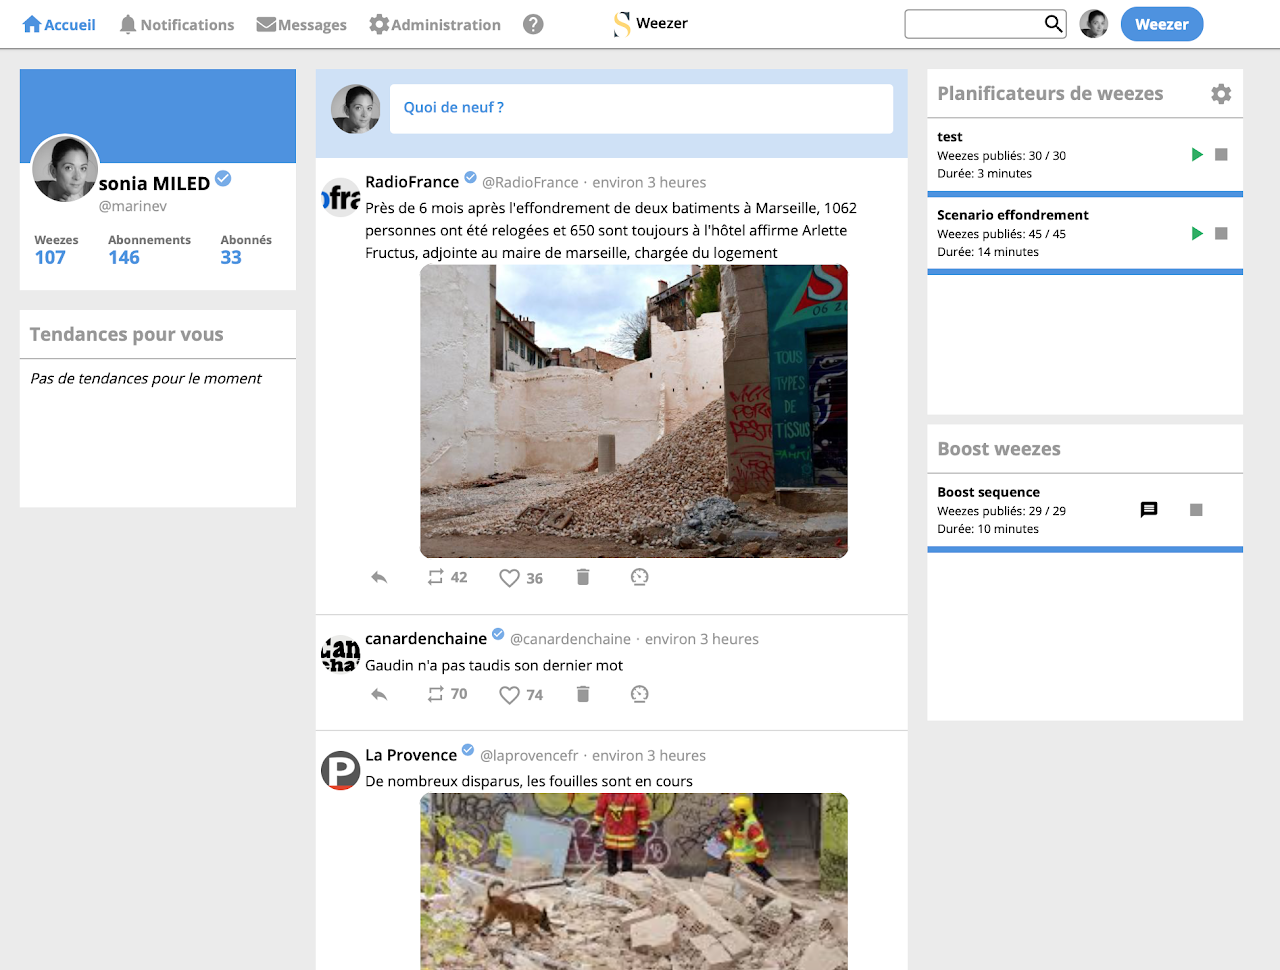 Accueil Notifications Messages Administration ? Weezer Weezer
sonia MILED
@marinev
Weezes Abonnements Abonnés
107 146 33
Tendances pour vous
Pas de tendances pour le moment
Quoi de neuf ?
RadioFrance @RadioFrance · environ 3 heures
Près de 6 mois après l'effondrement de deux batiments à Marseille, 1062
personnes ont été relogées et 650 sont toujours à l'hôtel affirme Arlette
Fructus, adjointe au maire de marseille, chargée du logement
TOUS
TYPES
DE
TISSUS
42 36
canardenchaine @canardenchaine · environ 3 heures
Gaudin n'a pas taudis son dernier mot
70 74
La Provence @laprovencefr · environ 3 heures
De nombreux disparus, les fouilles sont en cours
Planificateurs de weezes
test
Weezes publiés: 30 / 30
Durée: 3 minutes
Scenario effondrement
Weezes publiés: 45 / 45
Durée: 14 minutes
Boost weezes
Boost sequence
Weezes publiés: 29 / 29
Durée: 10 minutes